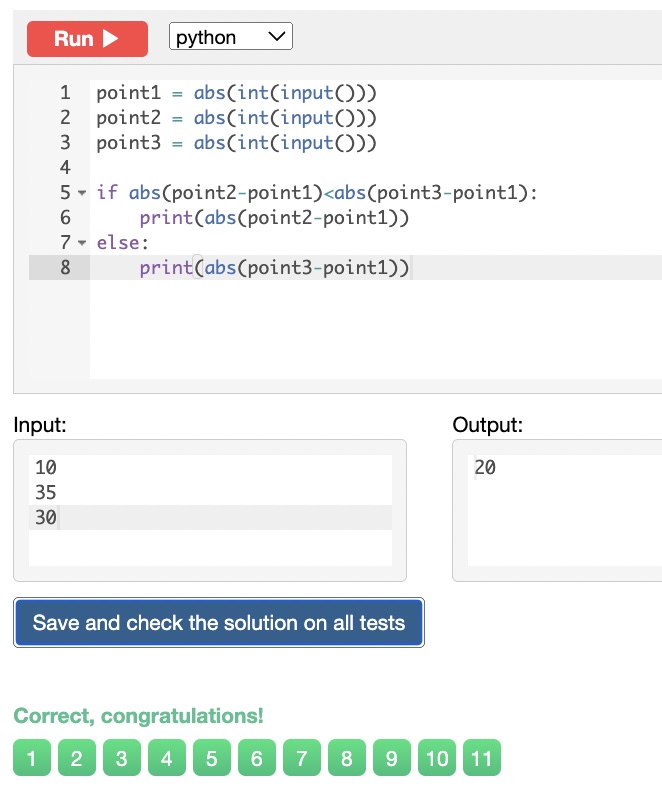 Run
python
1 point1 = abs(int(input()))
2 point2 = abs(int(input()))
3 point3 = abs(int(input()))
4
5 if abs(point2-point1)<abs(point3-point1):
6     print(abs(point2-point1))
7 else:
8     print(abs(point3-point1))
Input: Output:
10 20
35
30
Save and check the solution on all tests
Correct, congratulations!
1 2 3 4 5 6 7 8 9 10 11